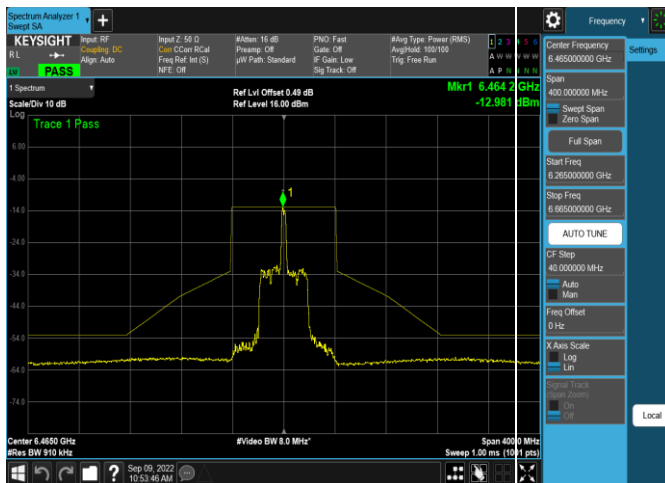 Spectrum Analyzer 1
Swept SA
Frequency
KEYSIGHT
R L
PASS
Input: RF
Coupling: DC
Align: Auto
Input Z: 50 Ω
Corr CCorr RCal
Freq Ref: Int (S)
NFE: Off
#Atten: 16 dB
Preamp: Off
µW Path: Standard
PNO: Fast
Gate: Off
IF Gain: Low
Sig Track: Off
#Avg Type: Power (RMS)
Avg|Hold: 100/100
Trig: Free Run
1 2 3 4 5 6
A W W W W W
A P N N N N
1 Spectrum
Scale/Div 10 dB
Log
Ref Lvl Offset 0.49 dB
Ref Level 16.00 dBm
Mkr1 6.464 2 GHz
-12.981 dBm
Trace 1 Pass
1
6.00
-4.00
-14.0
-24.0
-34.0
-44.0
-54.0
-64.0
-74.0
Center 6.4650 GHz
#Res BW 910 kHz
#Video BW 8.0 MHz*
Span 400.0 MHz
Sweep 1.00 ms (1001 pts)
Sep 09, 2022
10:53:46 AM
Center Frequency
6.465000000 GHz
Settings
Span
400.000000 MHz
Swept Span
Zero Span
Full Span
Start Freq
6.265000000 GHz
Stop Freq
6.665000000 GHz
AUTO TUNE
CF Step
40.000000 MHz
Auto
Man
Freq Offset
0 Hz
X Axis Scale
Log
Lin
Signal Track
(Span Zoom)
On
Off
Local